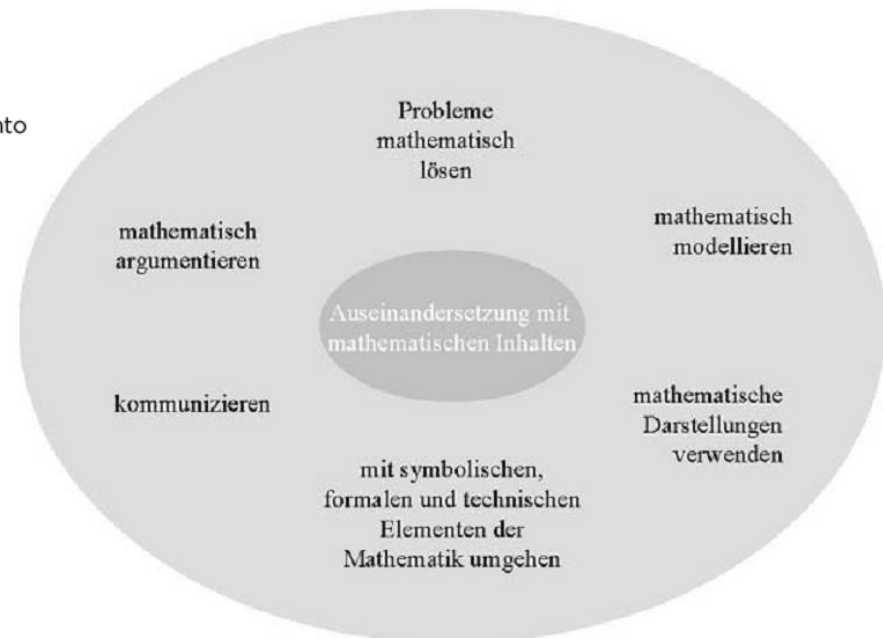 Probleme
mathematisch
lösen
mathematisch
argumentieren
mathematisch
modellieren
Auseinandersetzung mit
mathematischen Inhalten
kommunizieren
mathematische
Darstellungen
verwenden
mit symbolischen,
formalen und technischen
Elementen der
Mathematik umgehen